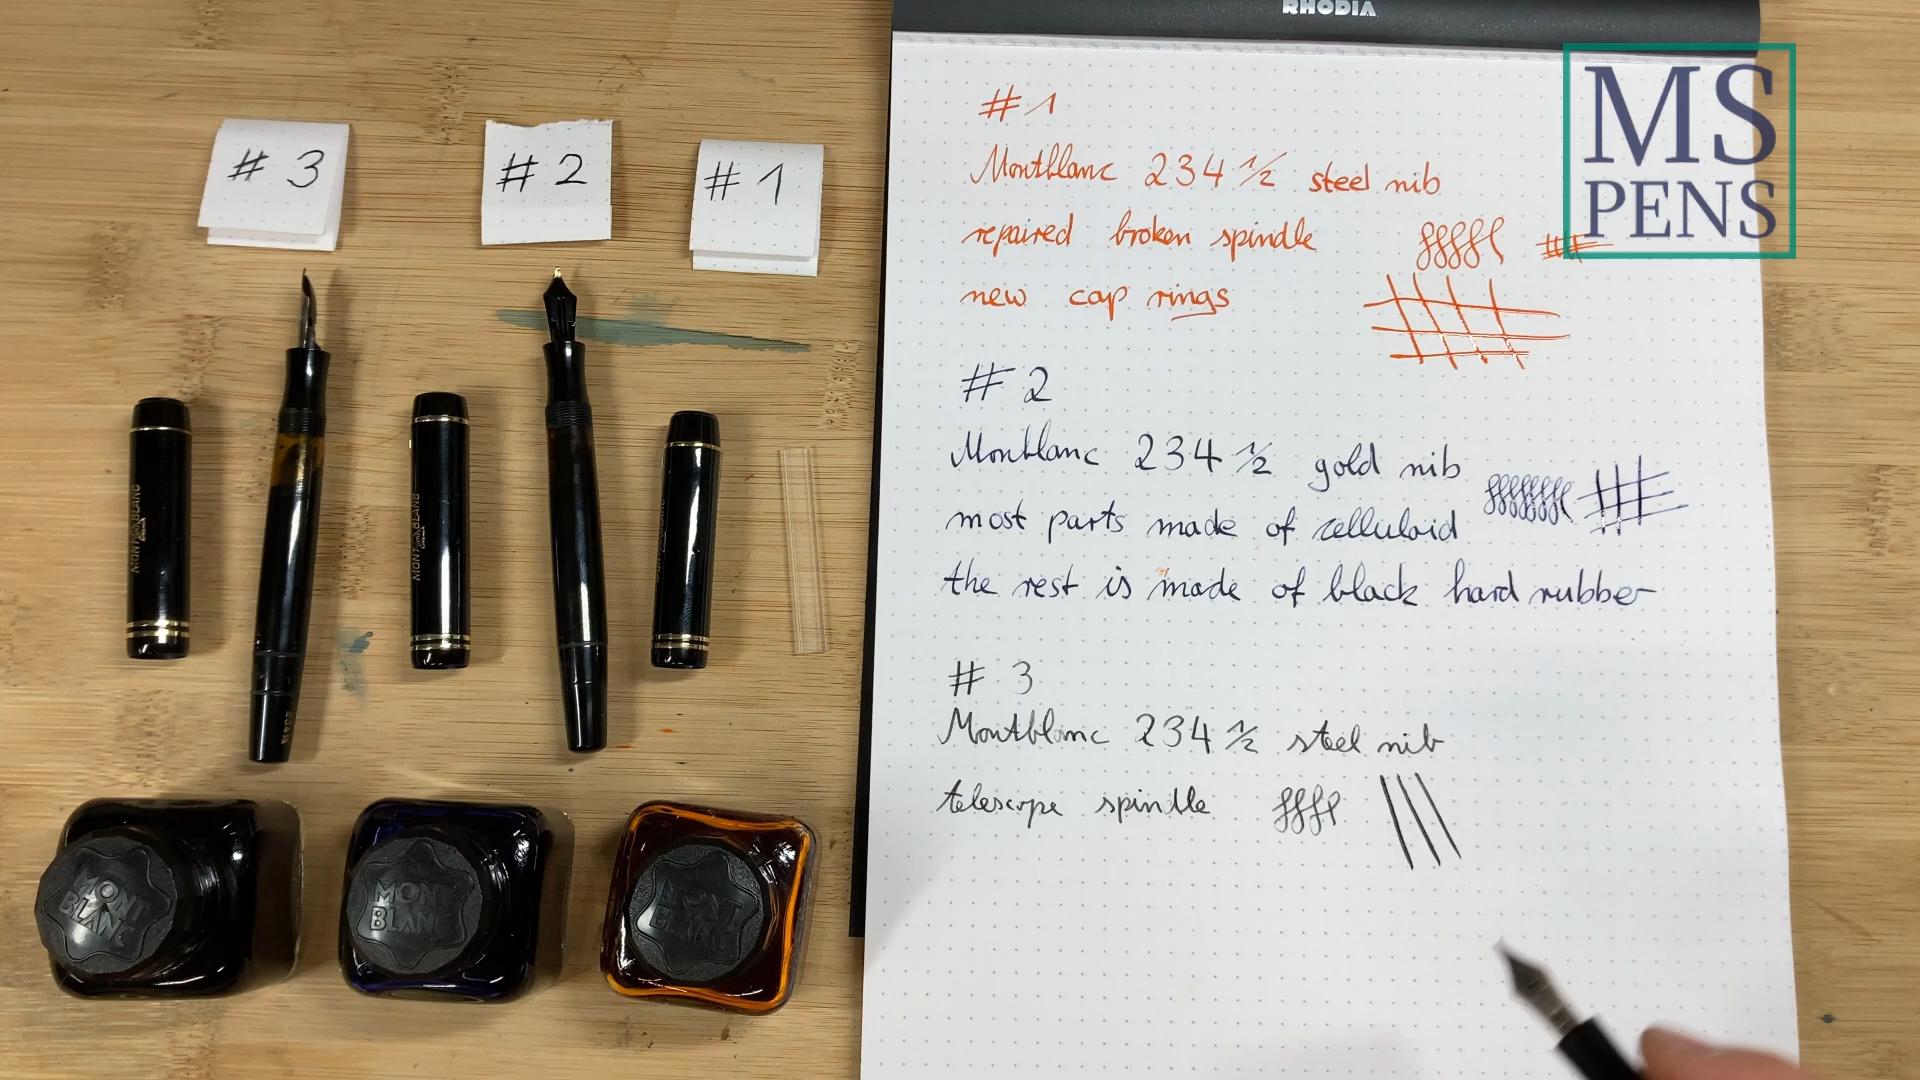 RHODIA
MS
PENS
# 3
# 2
# 1
MONTBLANC
MONTBLANC
MONT
BLANC
MONT
BLANC
MONT
BLANC
# 1
Montblanc 234 1/2 steel nib
repaired broken spindle
new cap rings
# 2
Montblanc 234 1/2 gold nib
most parts made of celluloid
the rest is made of black hard rubber
# 3
Montblanc 234 1/2 steel nib
telescope spindle